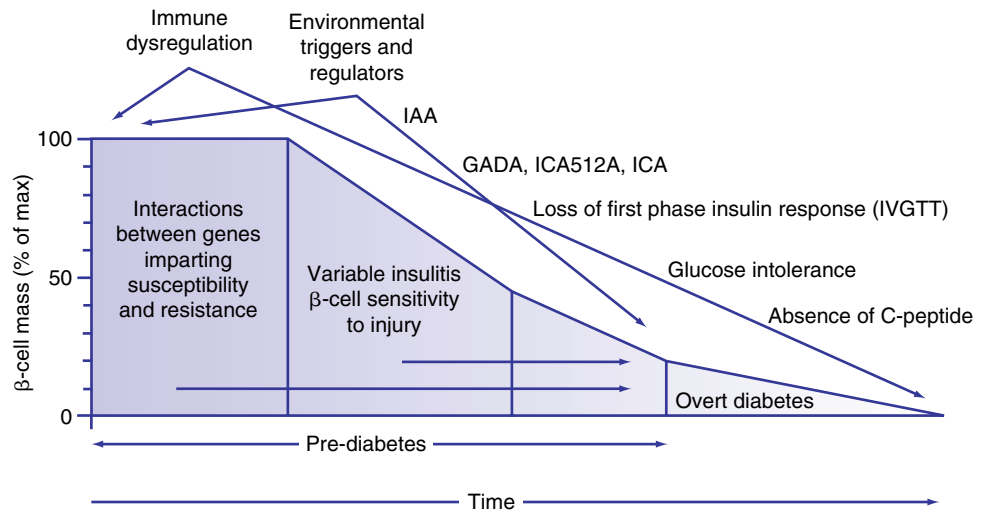 Immune
dysregulation
Environmental
triggers and
regulators
IAA
GADA, ICA512A, ICA
Loss of first phase insulin response (IVGTT)
Glucose intolerance
Absence of C-peptide
β-cell mass (% of max)
100
50
0
Interactions
between genes
imparting
susceptibility
and resistance
Variable insulitis
β-cell sensitivity
to injury
Overt diabetes
Pre-diabetes
Time